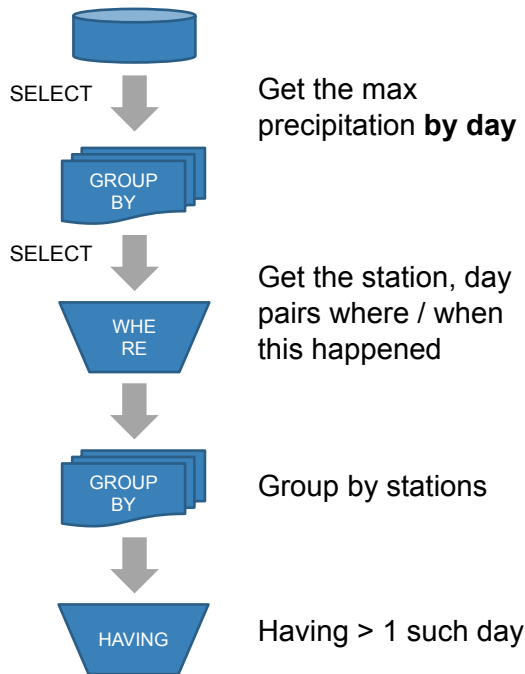 SELECT
Get the max
precipitation by day
GROUP
BY
SELECT
Get the station, day
pairs where / when
this happened
WHE
RE
GROUP
BY
Group by stations
HAVING
Having > 1 such day